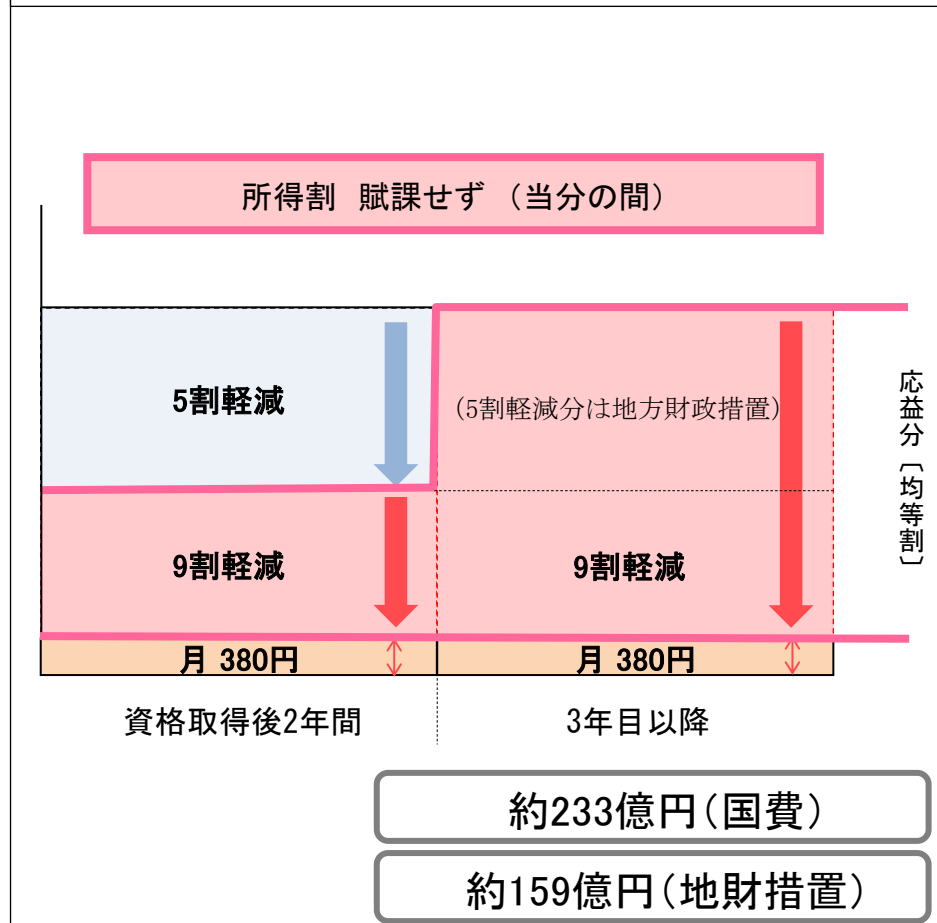 所得割 賦課せず （当分の間）
5割軽減
（5割軽減分は地方財政措置）
応益分〔均等割〕
9割軽減
9割軽減
月 380円
月 380円
資格取得後2年間
3年目以降
約233億円（国費）
約159億円（地財措置）